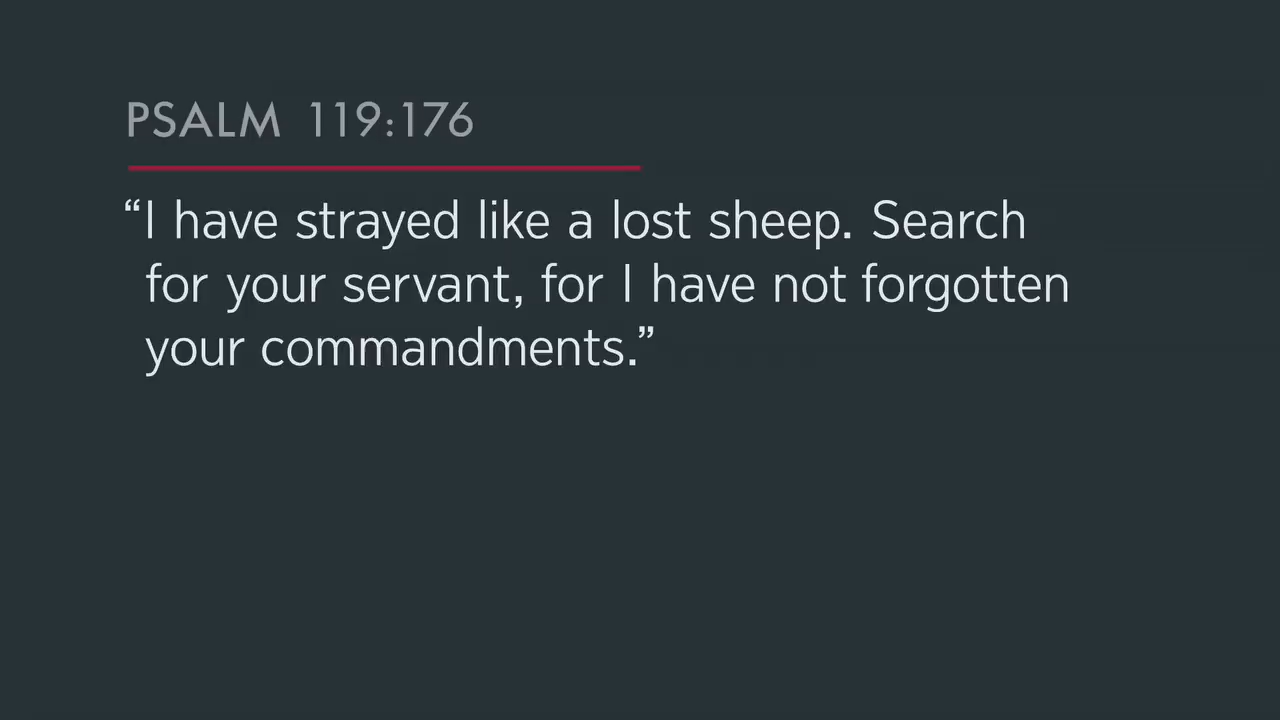 PSALM 119:176
“I have strayed like a lost sheep. Search
for your servant, for I have not forgotten
your commandments.”